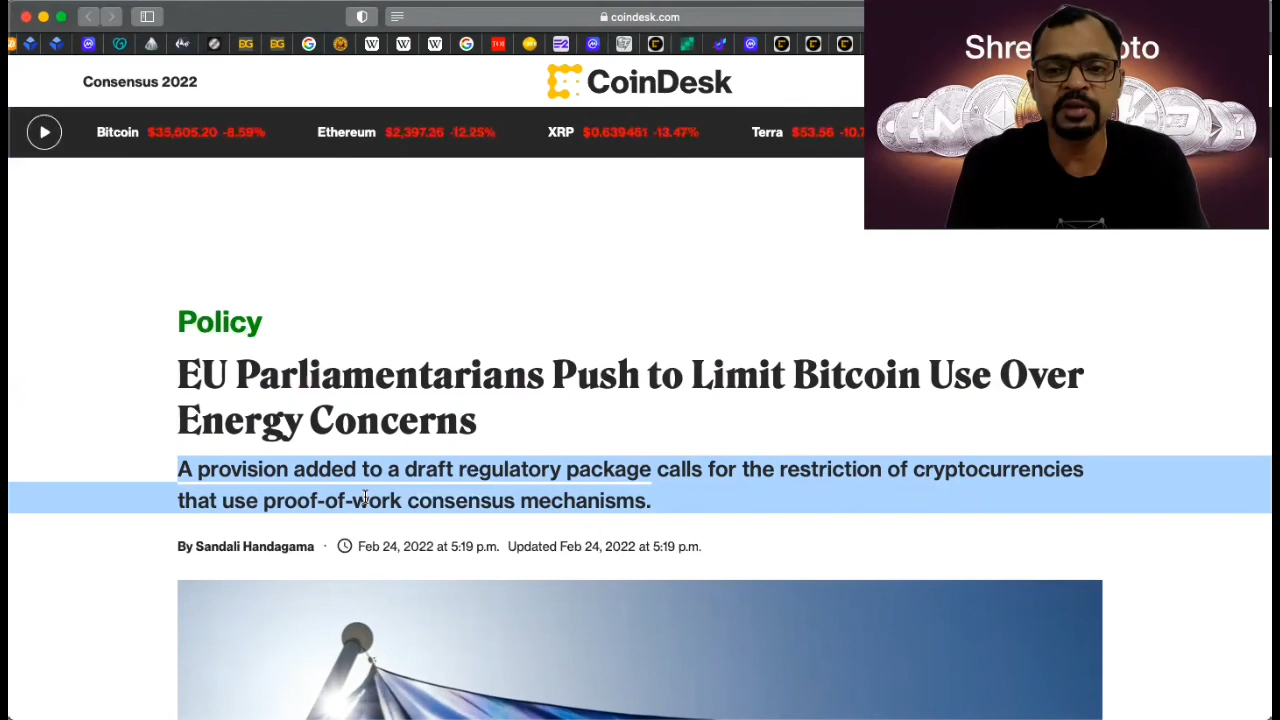 coindesk.com
Consensus 2022
CoinDesk
Bitcoin $35,605.20 -8.59% Ethereum $2,397.26 -12.25% XRP $0.639461 -13.47% Terra $53.56
Policy
EU Parliamentarians Push to Limit Bitcoin Use Over
Energy Concerns
A provision added to a draft regulatory package calls for the restriction of cryptocurrencies
that use proof-of-work consensus mechanisms.
By Sandali Handagama · Feb 24, 2022 at 5:19 p.m. Updated Feb 24, 2022 at 5:19 p.m.